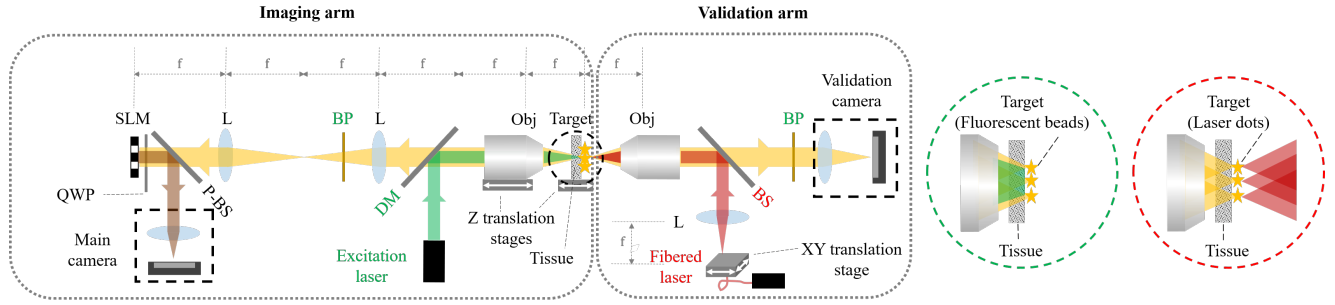 Imaging arm
Validation arm
f
f
f
f
f
f
f
SLM
L
BP
L
Obj
Target
Obj
BP
Validation
camera
QWP
P-BS
DM
BS
Main
camera
Excitation
laser
Z translation
stages
Tissue
L
f
Fibered
laser
XY translation
stage
Target
(Fluorescent beads)
Tissue
Target
(Laser dots)
Tissue